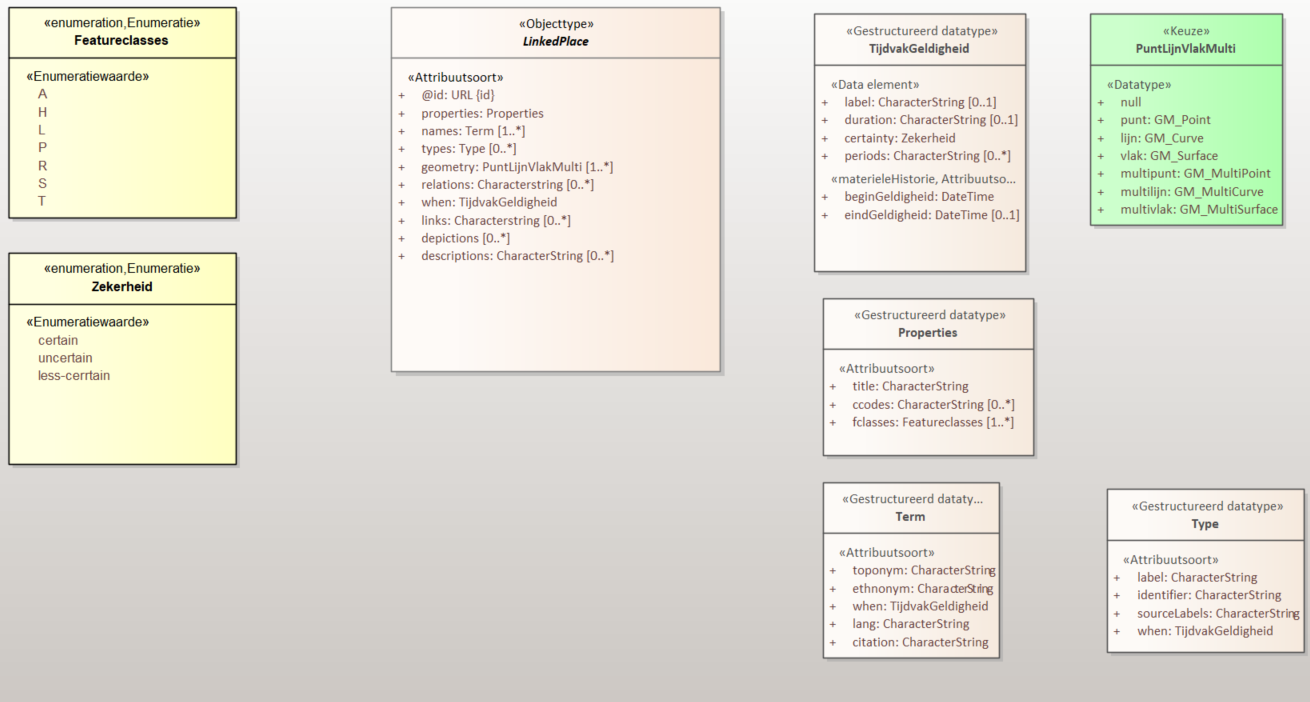 «enumeration,Enumeratie»
Featureclasses
«Enumeratiewaarde»
A
H
L
P
R
S
T
«enumeration,Enumeratie»
Zekerheid
«Enumeratiewaarde»
certain
uncertain
less-cerrtain
«Objecttype»
LinkedPlace
«Attribuutsoort»
+ @id: URL {id}
+ properties: Properties
+ names: Term [1..*]
+ types: Type [0..*]
+ geometry: PuntLijnVlakMulti [1..*]
+ relations: Characterstring [0..*]
+ when: TijdvakGeldigheid
+ links: Characterstring [0..*]
+ depictions [0..*]
+ descriptions: CharacterString [0..*]
«Gestructureerd datatype»
TijdvakGeldigheid
«Data element»
+ label: CharacterString [0..1]
+ duration: CharacterString [0..1]
+ certainty: Zekerheid
+ periods: CharacterString [0..*]
«materieleHistorie, Attribuutso...
+ beginGeldigheid: DateTime
+ eindGeldigheid: DateTime [0..1]
«Gestructureerd datatype»
Properties
«Attribuutsoort»
+ title: CharacterString
+ ccodes: CharacterString [0..*]
+ fclasses: Featureclasses [1..*]
«Gestructureerd dataty...
Term
«Attribuutsoort»
+ toponym: CharacterString
+ ethnonym: CharacterString
+ when: TijdvakGeldigheid
+ lang: CharacterString
+ citation: CharacterString
«Keuze»
PuntLijnVlakMulti
«Datatype»
+ null
+ punt: GM_Point
+ lijn: GM_Curve
+ vlak: GM_Surface
+ multipunt: GM_MultiPoint
+ multilijn: GM_MultiCurve
+ multivlak: GM_MultiSurface
«Gestructureerd datatype»
Type
«Attribuutsoort»
+ label: CharacterString
+ identifier: CharacterString
+ sourceLabels: CharacterString
+ when: TijdvakGeldigheid